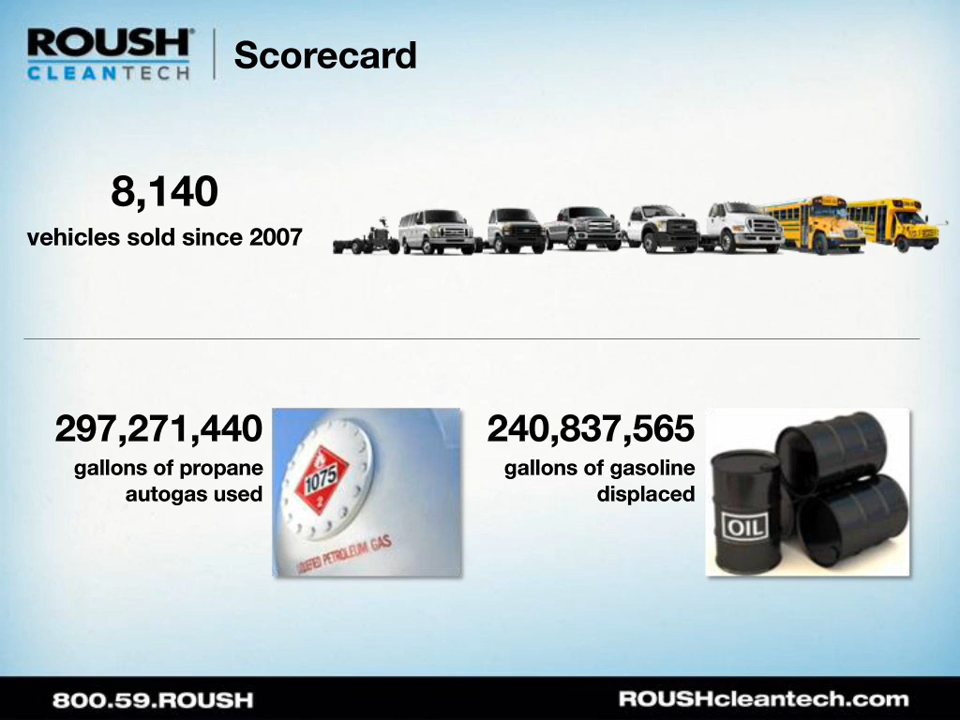 ROUSH®
CLEANTECH
Scorecard
8,140
vehicles sold since 2007
297,271,440
gallons of propane
autogas used
1075
2
LIQUEFIED PETROLEUM GAS
240,837,565
gallons of gasoline
displaced
OIL
800.59.ROUSH
ROUSHcleantech.com